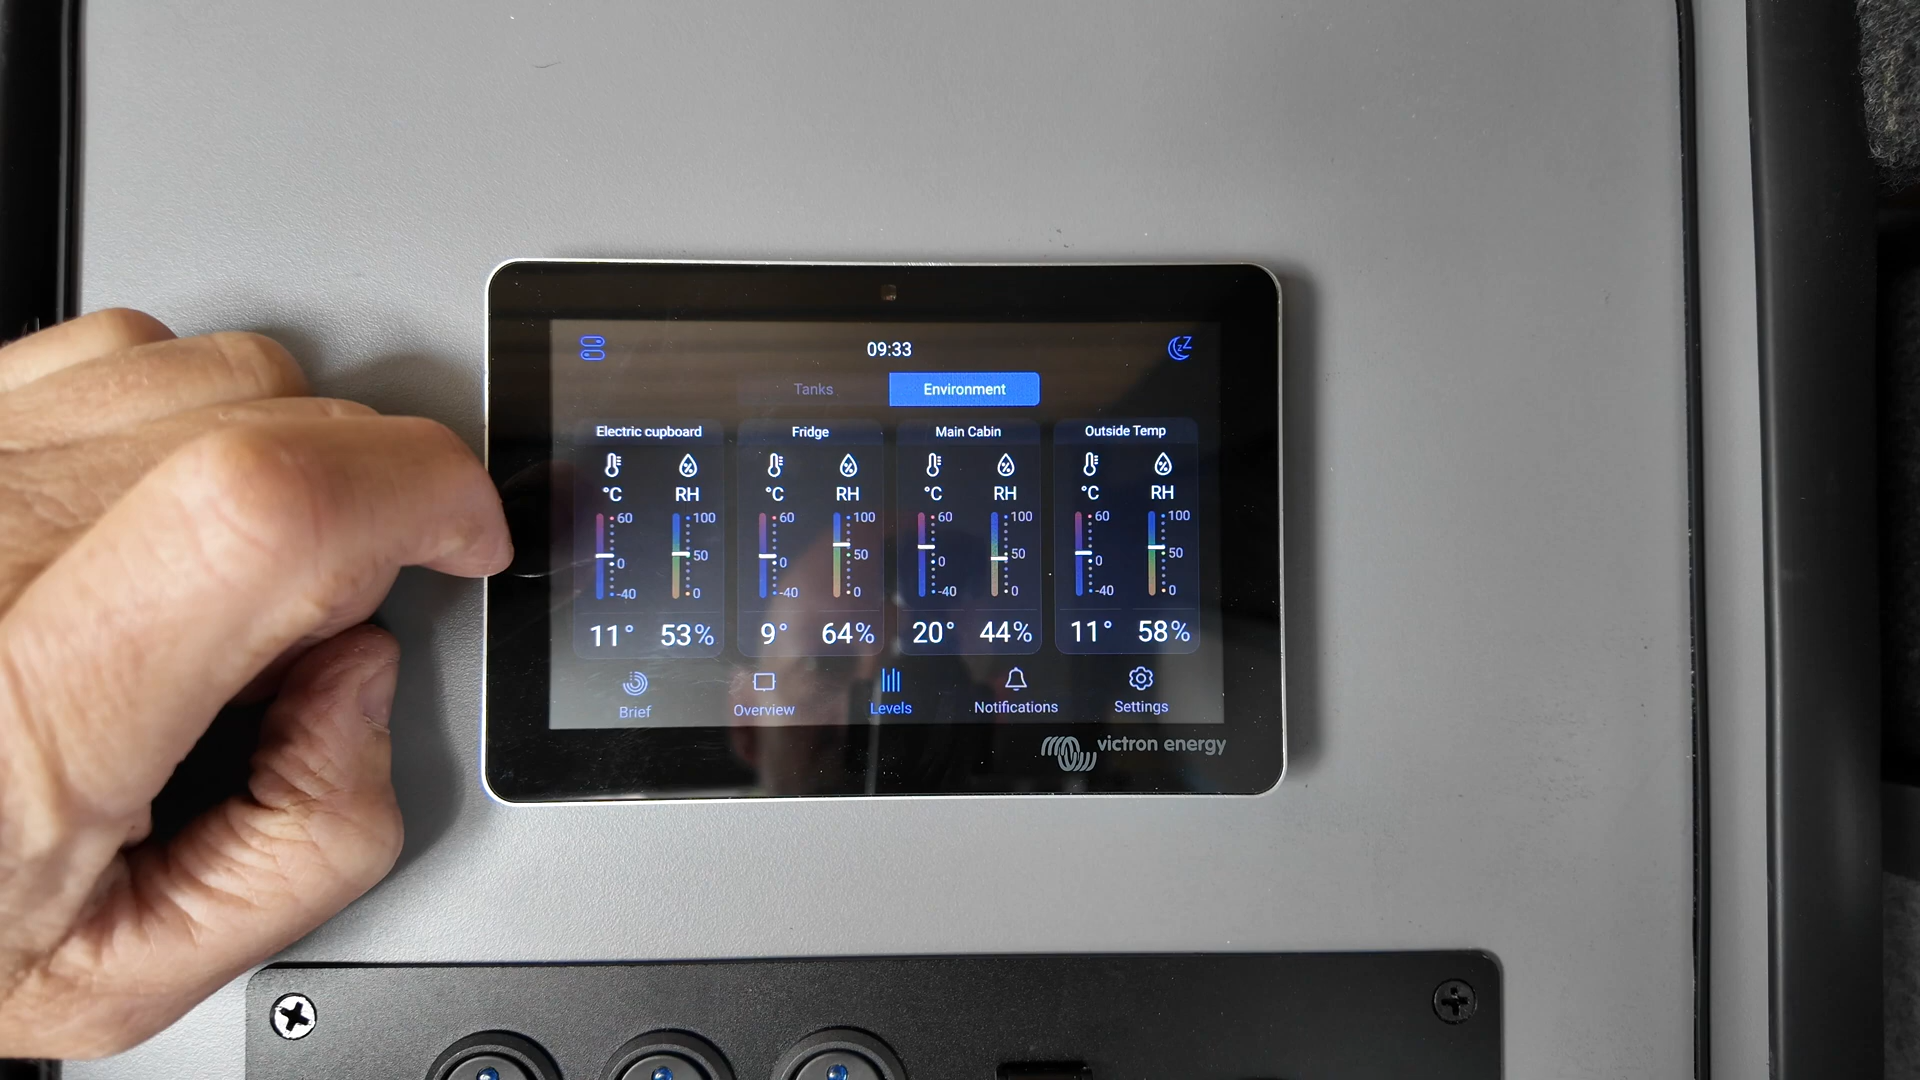 09:33
Tanks Environment
Electric cupboard Fridge Main Cabin Outside Temp
°C RH °C RH °C RH °C RH
60 100 60 100 60 100 60 100
0 50 0 50 0 50 0 50
-40 0 -40 0 -40 0 -40 0
11° 53% 9° 64% 20° 44% 11° 58%
Brief Overview Levels Notifications Settings
victron energy